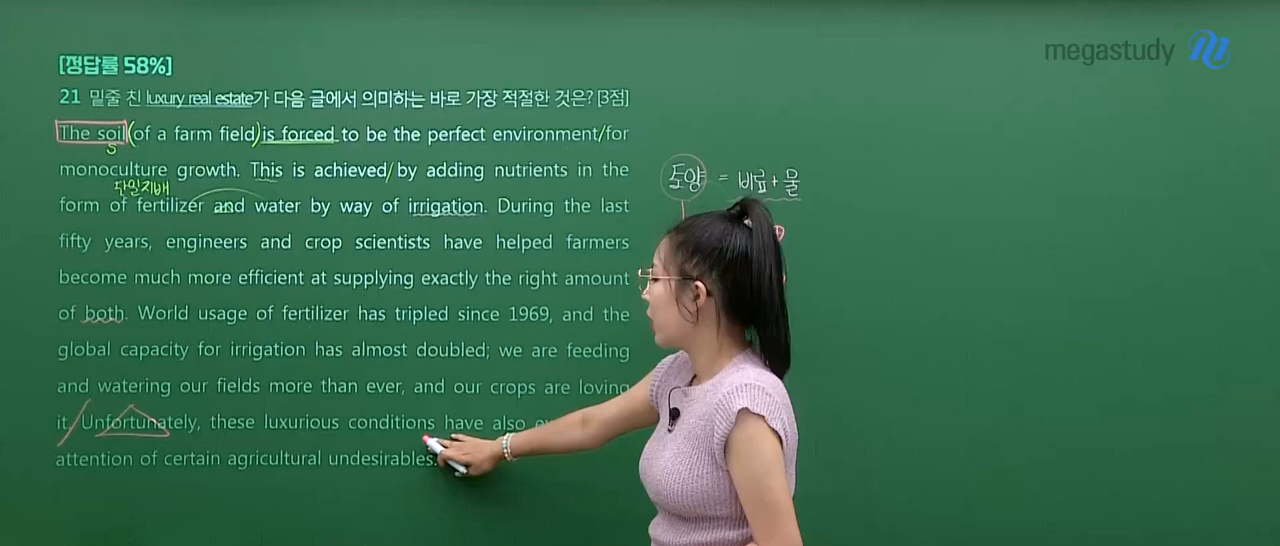 megastudy
[정답률 58%]
21 밑줄 친 luxury real estate가 다음 글에서 의미하는 바로 가장 적절한 것은? [3점]
The soil (of a farm field) is forced to be the perfect environment/for
S
monoculture growth. This is achieved/by adding nutrients in the
단일재배
form of fertilizer and water by way of irrigation. During the last
fifty years, engineers and crop scientists have helped farmers
become much more efficient at supplying exactly the right amount
of both. World usage of fertilizer has tripled since 1969, and the
global capacity for irrigation has almost doubled; we are feeding
and watering our fields more than ever, and our crops are loving
it./Unfortunately, these luxurious conditions have also
attention of certain agricultural undesirables.
토양 = 비료+물